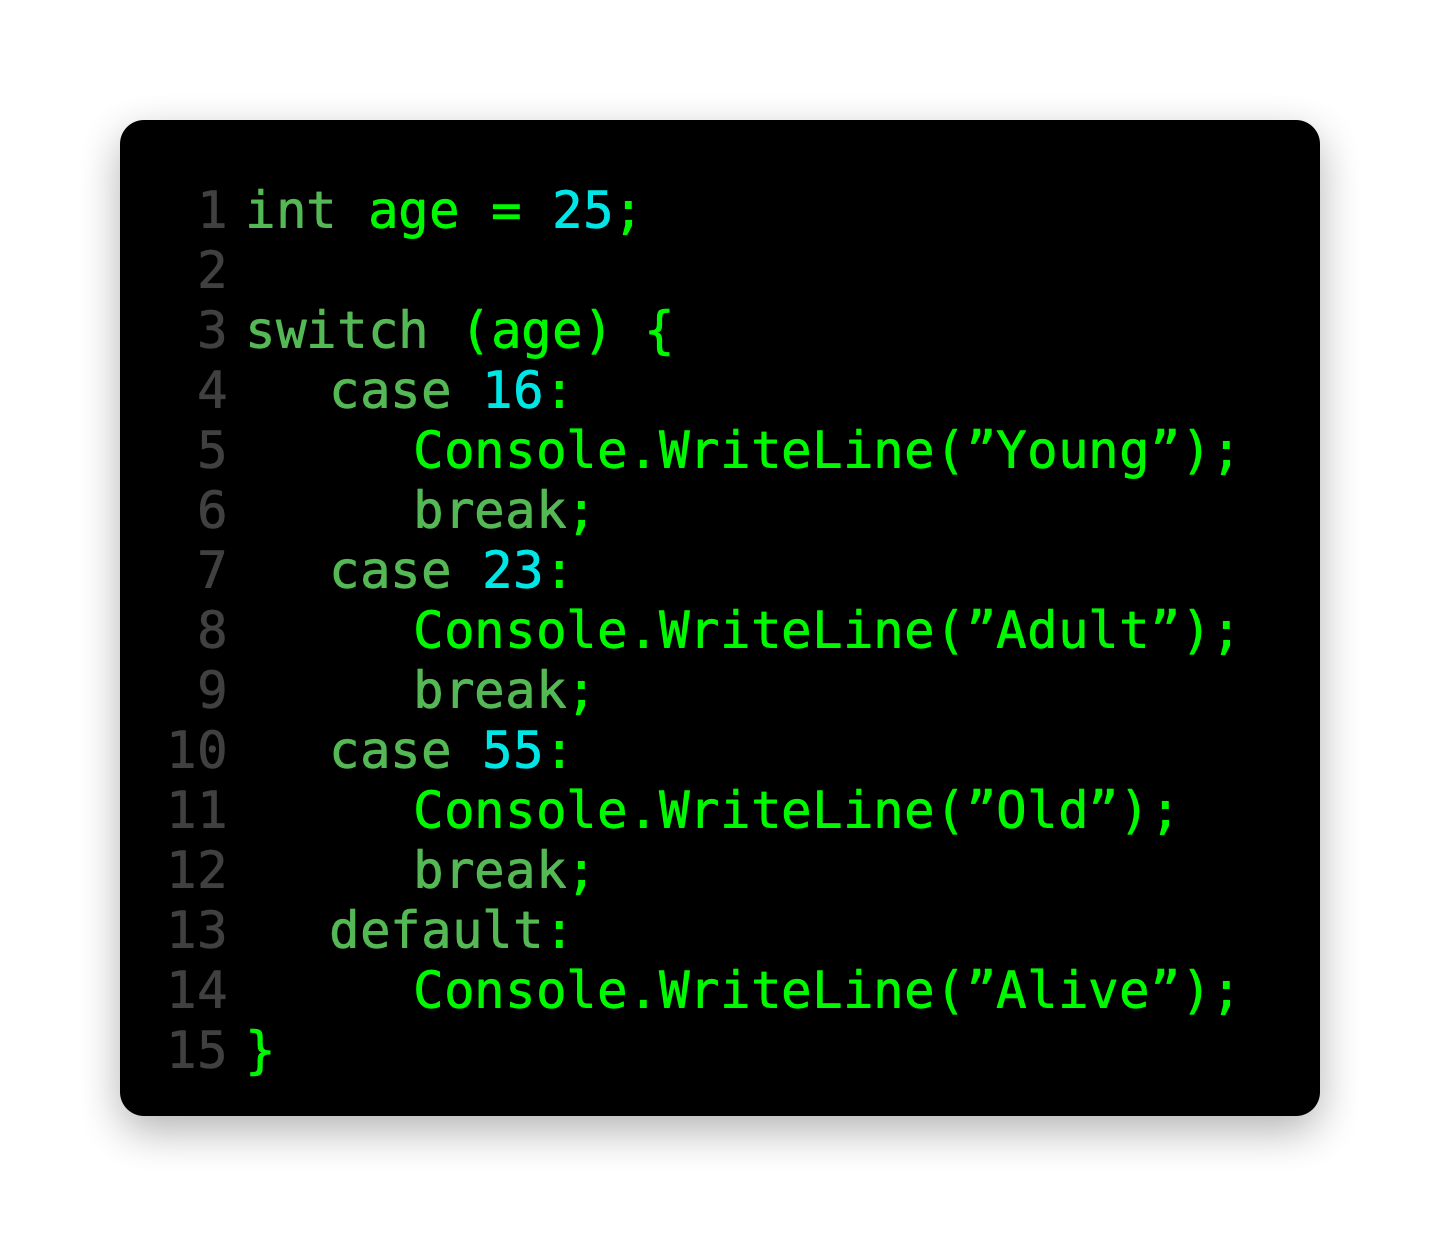 1 int age = 25;
2
3 switch (age) {
4 case 16:
5 Console.WriteLine(”Young”);
6 break;
7 case 23:
8 Console.WriteLine(”Adult”);
9 break;
10 case 55:
11 Console.WriteLine(”Old”);
12 break;
13 default:
14 Console.WriteLine(”Alive”);
15 }